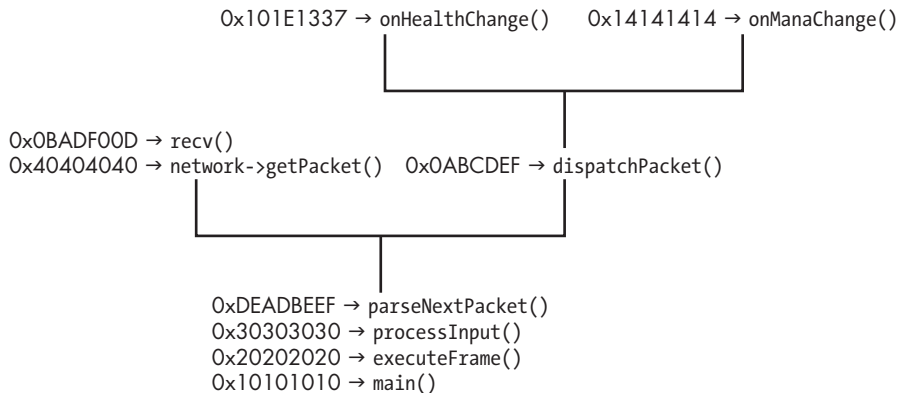 0x101E1337 → onHealthChange() 0x14141414 → onManaChange()
0x0BADF00D → recv()
0x40404040 → network->getPacket() 0x0ABCDEF → dispatchPacket()
0xDEADBEEF → parseNextPacket()
0x30303030 → processInput()
0x20202020 → executeFrame()
0x10101010 → main()